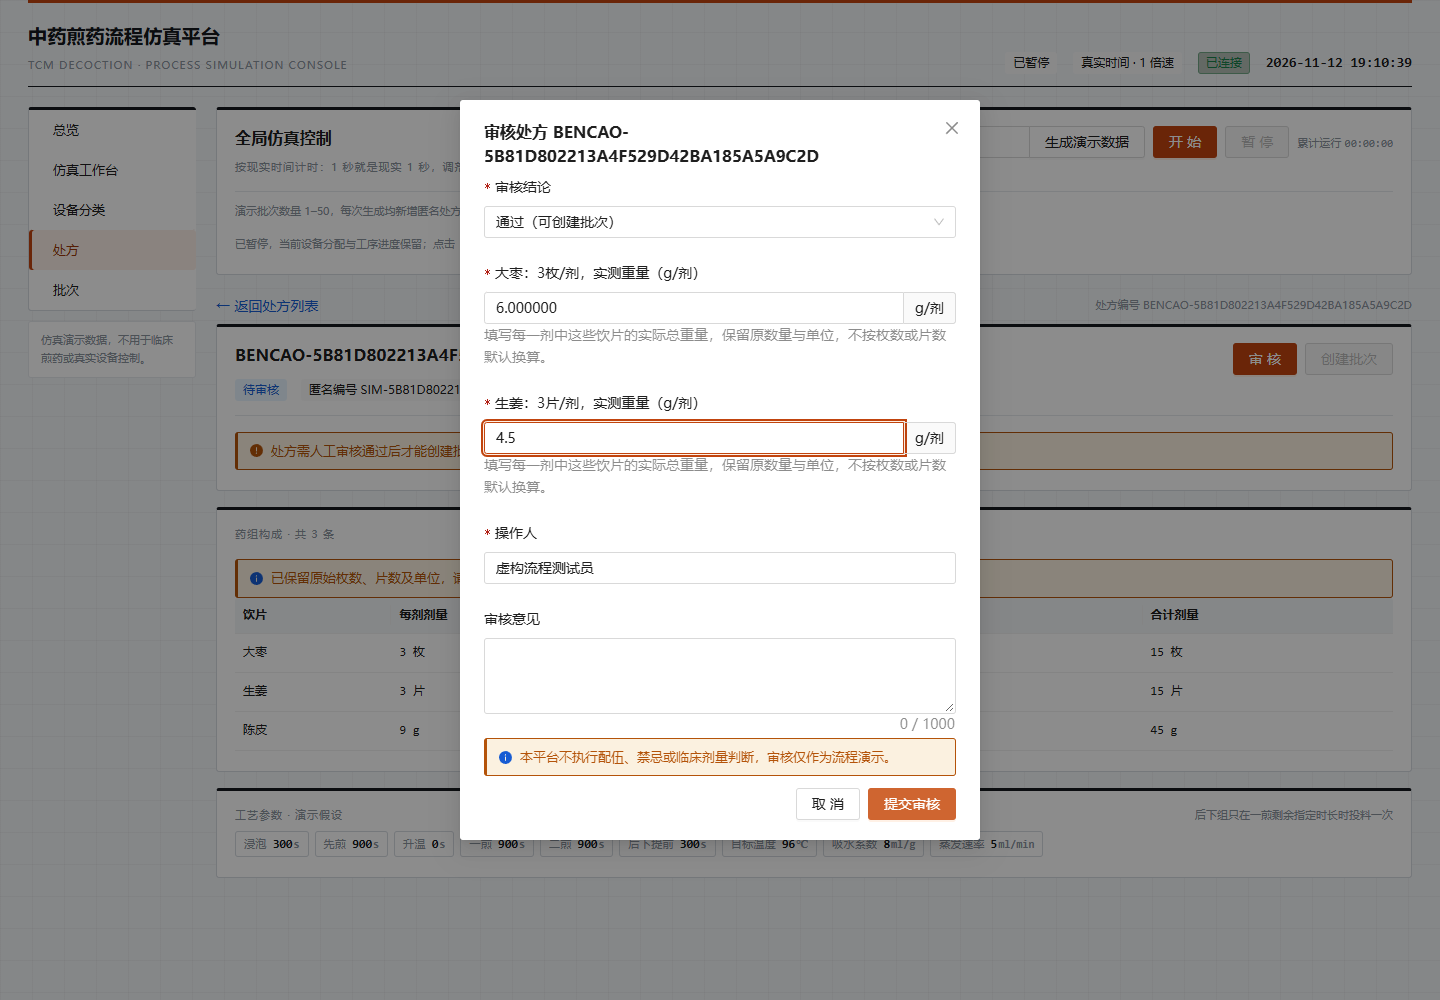 中药煎药流程仿真平台
TCM DECOCTION · PROCESS SIMULATION CONSOLE
已暂停
真实时间 · 1 倍速
已连接
2026-11-12 19:10:39
总览
仿真工作台
设备分类
处方
批次
仿真演示数据，不用于临床
煎药或真实设备控制。
全局仿真控制
按现实时间计时：1 秒就是现实 1 秒，调
生成演示数据
开 始
暂 停
累计运行 00:00:00
演示批次数量 1–50，每次生成均新增匿名处方
已暂停，当前设备分配与工序进度保留；点击
← 返回处方列表
处方编号 BENCAO-5B81D802213A4F529D42BA185A5A9C2D
BENCAO-5B81D802213A4F
审 核
创建批次
待审核
匿名编号 SIM-5B81D80221
处方需人工审核通过后才能创建
药组构成 · 共 3 条
已保留原始枚数、片数及单位，
饮片
每剂剂量
合计剂量
大枣
3 枚
15 枚
生姜
3 片
15 片
陈皮
9 g
45 g
工艺参数 · 演示假设
后下组只在一煎剩余指定时长时投料一次
浸泡 300s
先煎 900s
升温 0s
一煎 900s
二煎 900s
后下提前 300s
目标温度 96℃
吸水系数 8ml/g
蒸发速率 5ml/min
审核处方 BENCAO-
5B81D802213A4F529D42BA185A5A9C2D
* 审核结论
通过（可创建批次）
* 大枣：3枚/剂，实测重量（g/剂）
6.000000
g/剂
填写每一剂中这些饮片的实际总重量，保留原数量与单位，不按枚数或片数
默认换算。
* 生姜：3片/剂，实测重量（g/剂）
4.5
g/剂
填写每一剂中这些饮片的实际总重量，保留原数量与单位，不按枚数或片数
默认换算。
* 操作人
虚构流程测试员
审核意见
0 / 1000
本平台不执行配伍、禁忌或临床剂量判断，审核仅作为流程演示。
取 消
提交审核